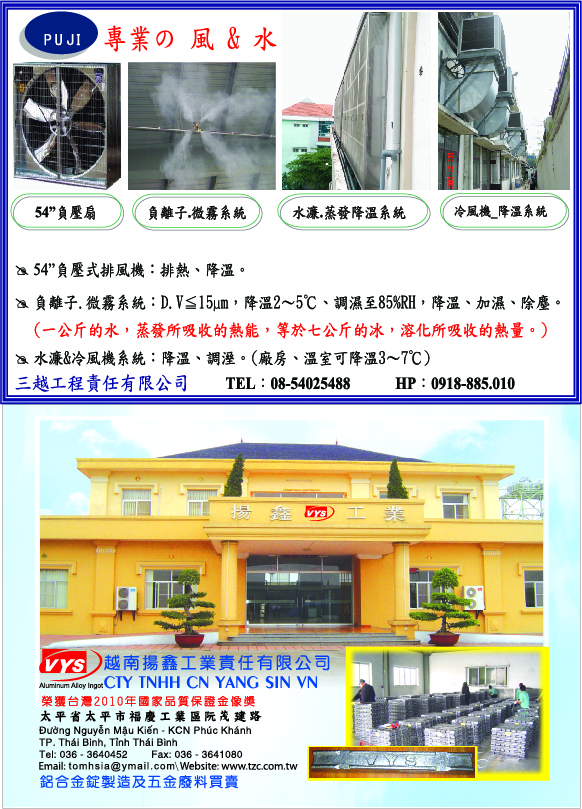 PUJI
專業の 風 & 水
54”負壓扇
負離子.微霧系統
水濂.蒸發降溫系統
冷風機_降溫系統
54”負壓式排風機：排熱、降溫。
負離子.微霧系統：D.V≦15μm，降溫2～5℃、調濕至85%RH，降溫、加濕、除塵。
(一公斤的水，蒸發所吸收的熱能，等於七公斤的冰，溶化所吸收的熱量。)
水濂&冷風機系統：降溫、調溼。(廠房、溫室可降溫3～7℃)
三越工程責任有限公司 TEL：08-54025488 HP：0918-885.010
揚 鑫 VYS 工 業
VYS
Aluminum Alloy Ingot
越南揚鑫工業責任有限公司
CTY TNHH CN YANG SIN VN
榮獲台灣2010年國家品質保證金像獎
太平省太平市福慶工業區阮茂建路
Đường Nguyễn Mậu Kiến - KCN Phúc Khánh
TP. Thái Bình, Tỉnh Thái Bình
Tel: 036 - 3640452 Fax: 036 - 3641080
Email: tomhsia@ymail.com\ Website: www.tzc.com.tw
鋁合金錠製造及五金廢料買賣
VYS